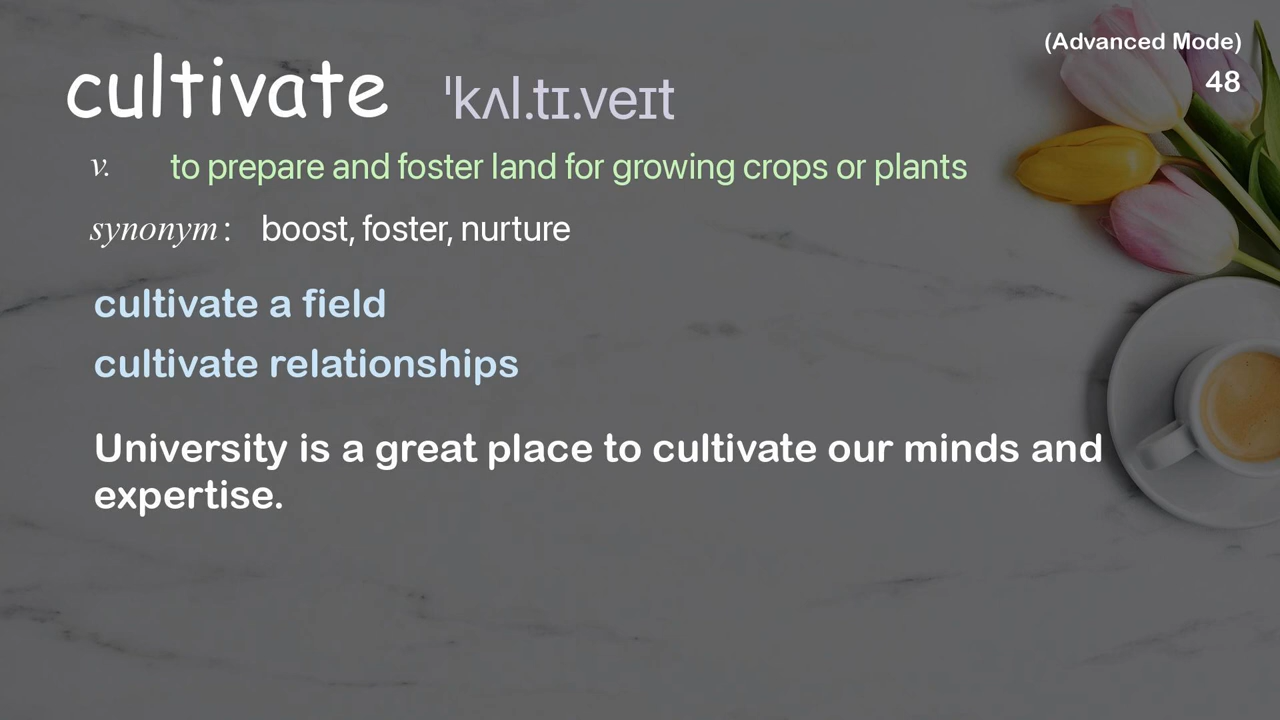 (Advanced Mode)
48
cultivate ˈkʌl.tɪ.veɪt
v. to prepare and foster land for growing crops or plants
synonym : boost, foster, nurture
cultivate a field
cultivate relationships
University is a great place to cultivate our minds and
expertise.